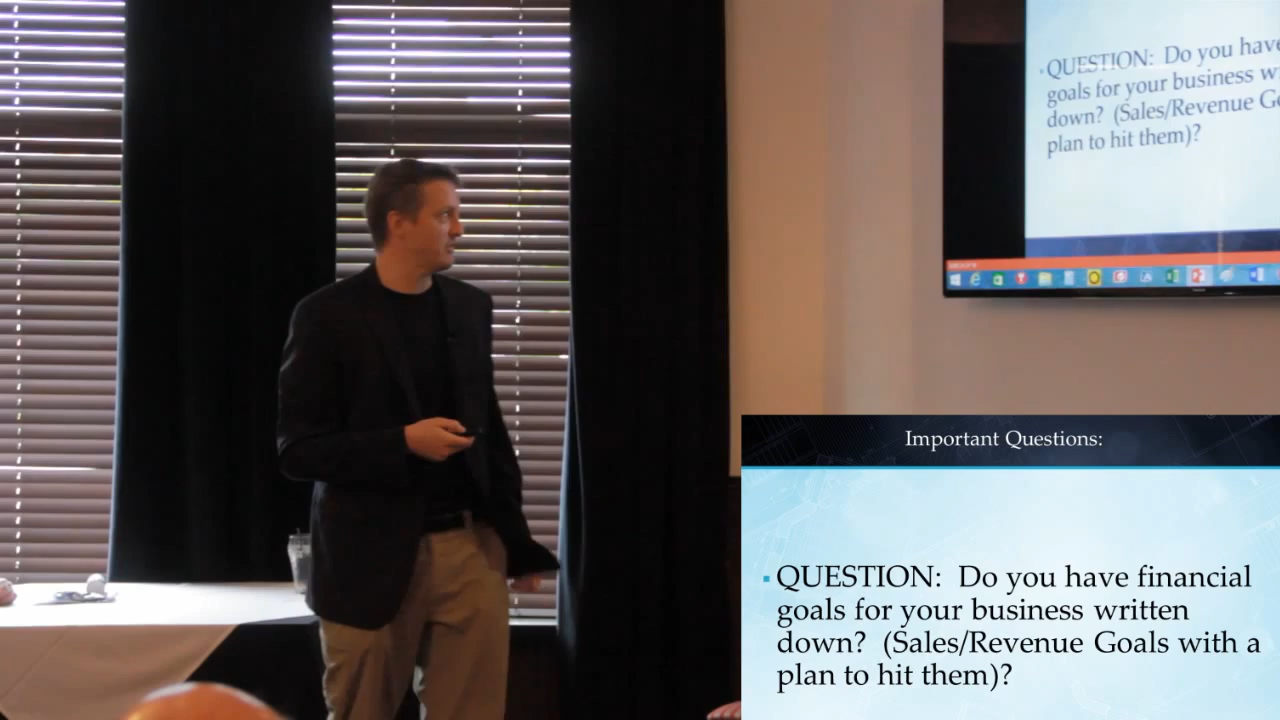 QUESTION: Do you have
goals for your business
down? (Sales/Revenue
plan to hit them)?
Important Questions:
▪ QUESTION: Do you have financial
goals for your business written
down? (Sales/Revenue Goals with a
plan to hit them)?